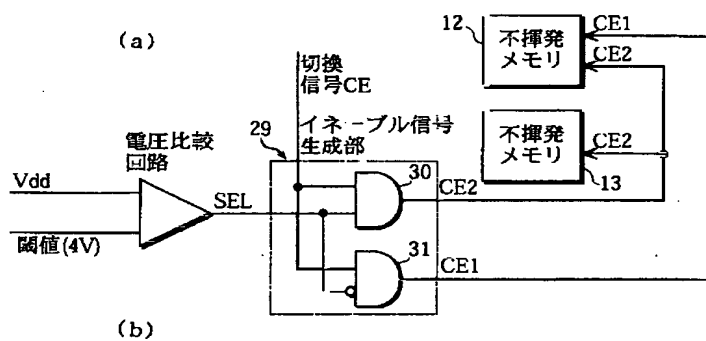 (a)
切換
信号CE
イネーブル信号
生成部
29
電圧比較
回路
Vdd
閾値(4V)
SEL
30
CE2
31
CE1
12
不揮発
メモリ
CE1
CE2
不揮発
メモリ
CE2
13
(b)